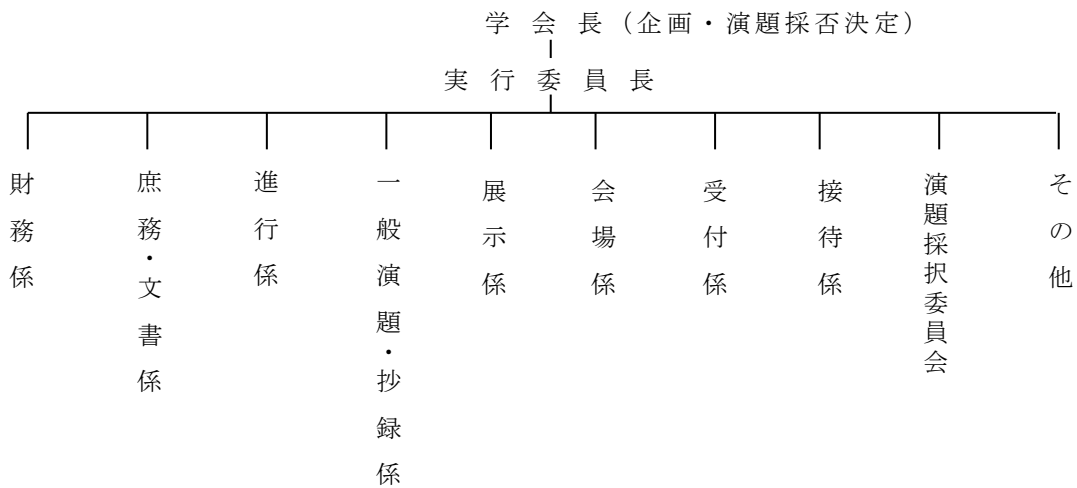 学会長（企画・演題採否決定）
実行委員長
財務係
庶務・文書係
進行係
一般演題・抄録係
展示係
会場係
受付係
接待係
演題採択委員会
その他